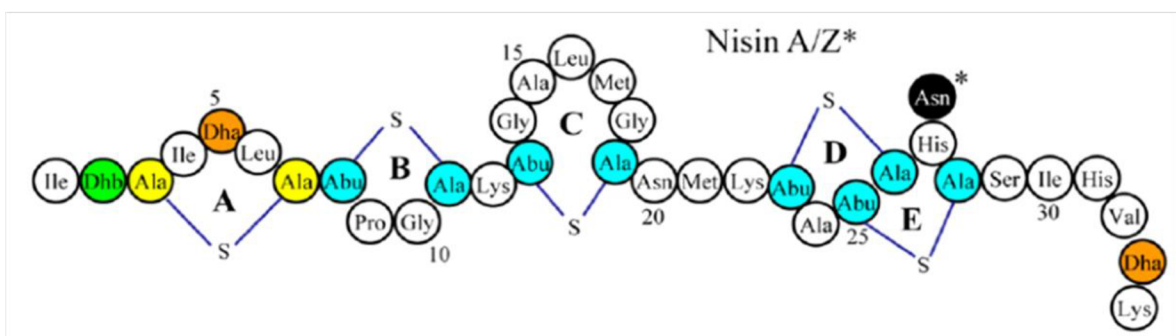 Nisin A/Z*
Ile Dhb Ala Ile Dha Leu Ala Abu Pro Gly Ala Lys Abu Gly Ala Leu Met Gly Ala Asn Met Lys Abu Ala Abu Ala His Ala Ser Ile His Val Dha Lys
Asn *
5
10
15
20
25
30
A
B
C
D
E
S
S
S
S
S